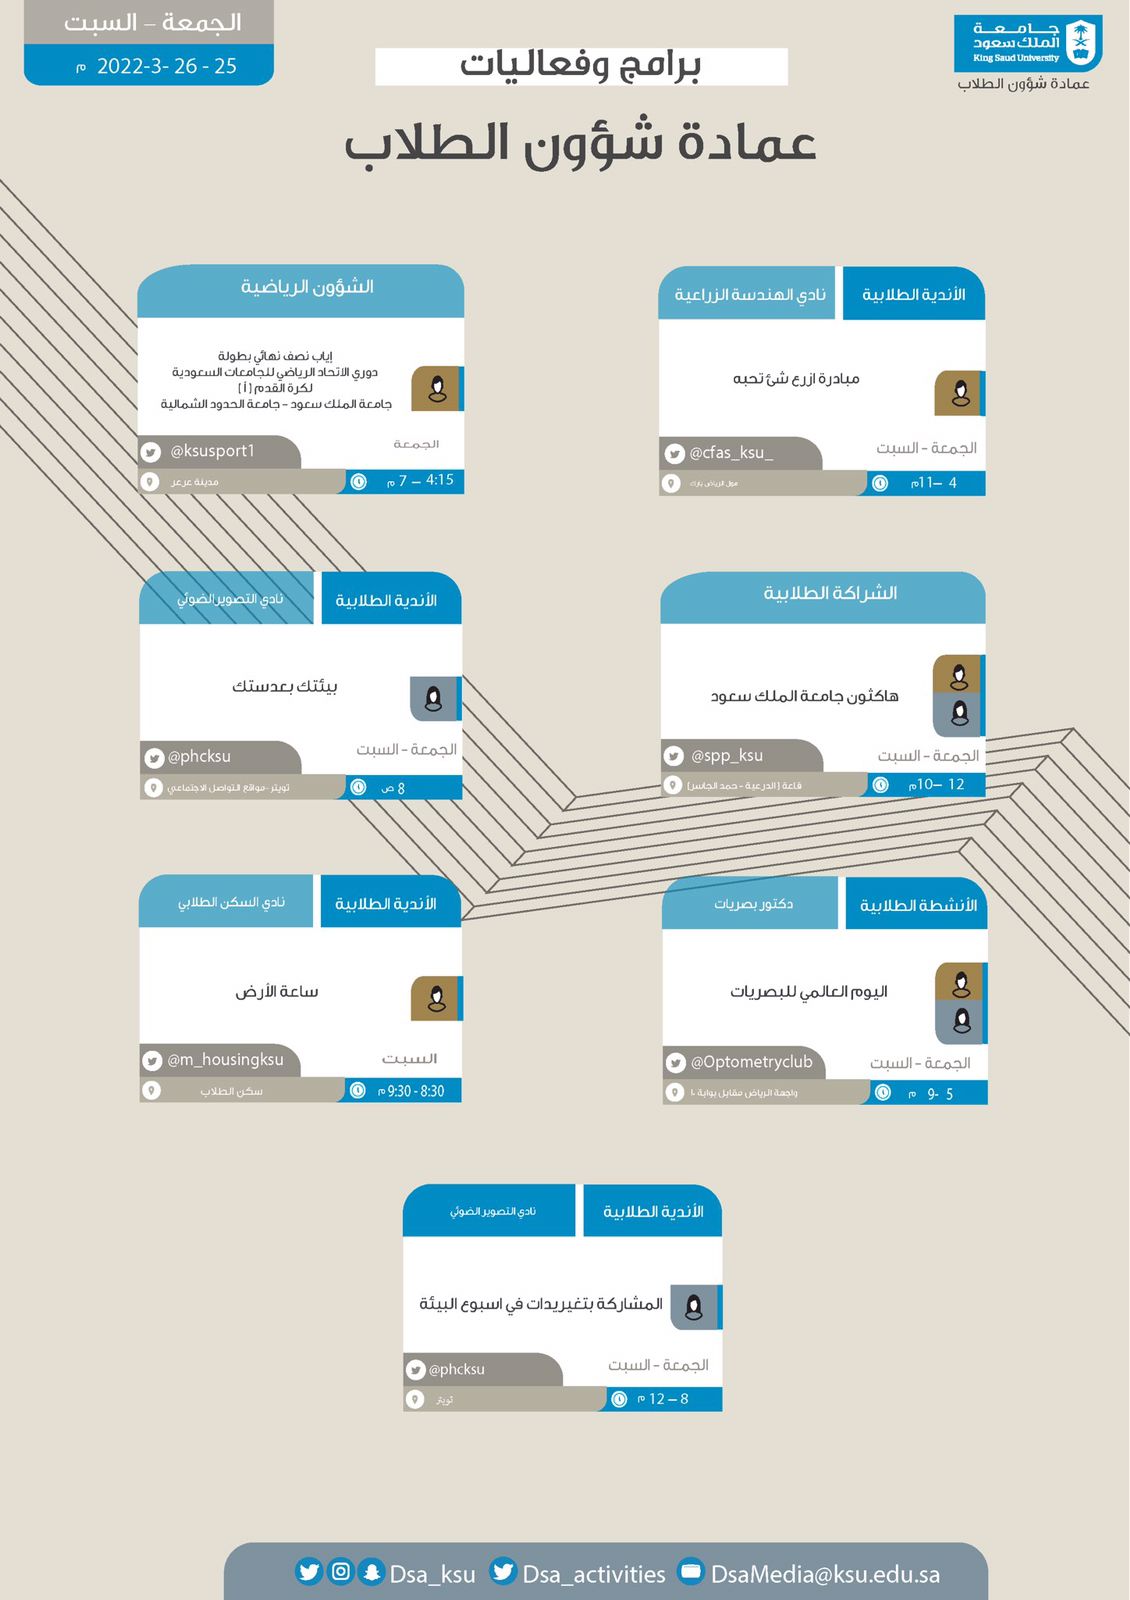 جامعة
الملك سعود
King Saud University
عمادة شؤون الطلاب
الجمعة – السبت
25 - 26 -3-2022 م
برامج وفعاليات
عمادة شؤون الطلاب
الأندية الطلابية
نادي الهندسة الزراعية
مبادرة ازرع شئ تحبه
الجمعة - السبت
@cfas_ksu_
4 –11م
مول الرياض بارك
الشؤون الرياضية
إياب نصف نهائي بطولة
دوري الاتحاد الرياضي للجامعات السعودية
لكرة القدم (أ)
جامعة الملك سعود – جامعة الحدود الشمالية
الجمعة
@ksusport1
4:15 – 7 م
مدينة عرعر
الشراكة الطلابية
هاكثون جامعة الملك سعود
الجمعة - السبت
@spp_ksu
12 –10م
قاعة (الدرعية – حمد الجاسر)
الأندية الطلابية
نادي التصوير الضوئي
بيئتك بعدستك
الجمعة - السبت
@phcksu
8 ص
تويتر-مواقع التواصل الاجتماعي
الأنشطة الطلابية
دكتور بصريات
اليوم العالمي للبصريات
الجمعة - السبت
@Optometryclub
5 -9 م
واجهة الرياض مقابل بوابة ١٠
الأندية الطلابية
نادي السكن الطلابي
ساعة الأرض
السبت
@m_housingksu
8:30 - 9:30 م
سكن الطلاب
الأندية الطلابية
نادي التصوير الضوئي
المشاركة بتغيريدات في اسبوع البيئة
الجمعة - السبت
@phcksu
8 – 12 م
تويتر
Dsa_ksu Dsa_activities DsaMedia@ksu.edu.sa